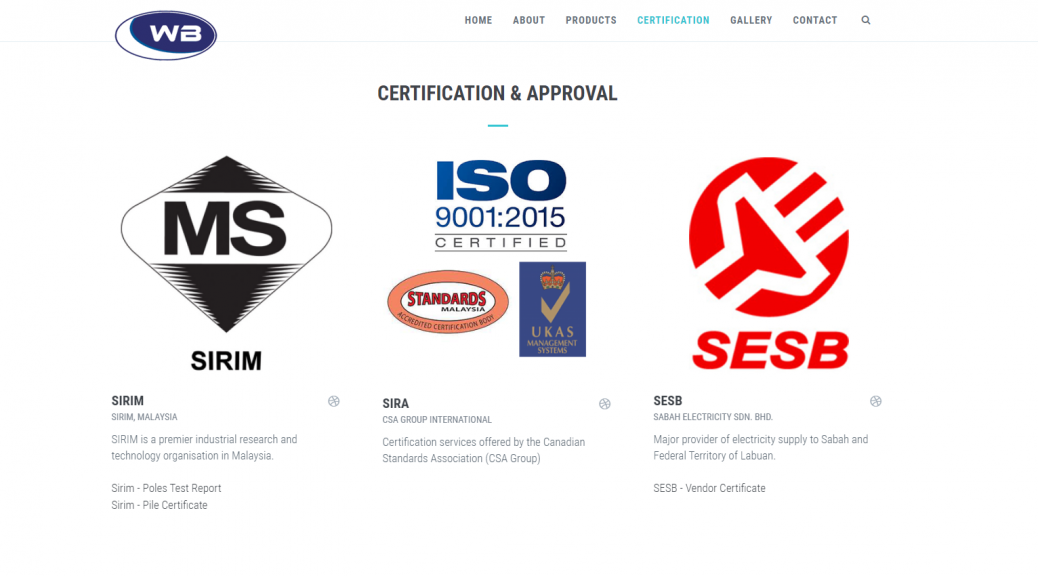 WB
HOME ABOUT PRODUCTS CERTIFICATION GALLERY CONTACT
CERTIFICATION & APPROVAL
MS
SIRIM
ISO
9001:2015
CERTIFIED
STANDARDS
MALAYSIA
ACCREDITED CERTIFICATION BODY
UKAS
MANAGEMENT
SYSTEMS
SESB
SIRIM
SIRIM, MALAYSIA
SIRIM is a premier industrial research and
technology organisation in Malaysia.
Sirim - Poles Test Report
Sirim - Pile Certificate
SIRA
CSA GROUP INTERNATIONAL
Certification services offered by the Canadian
Standards Association (CSA Group)
SESB
SABAH ELECTRICITY SDN. BHD.
Major provider of electricity supply to Sabah and
Federal Territory of Labuan.
SESB - Vendor Certificate